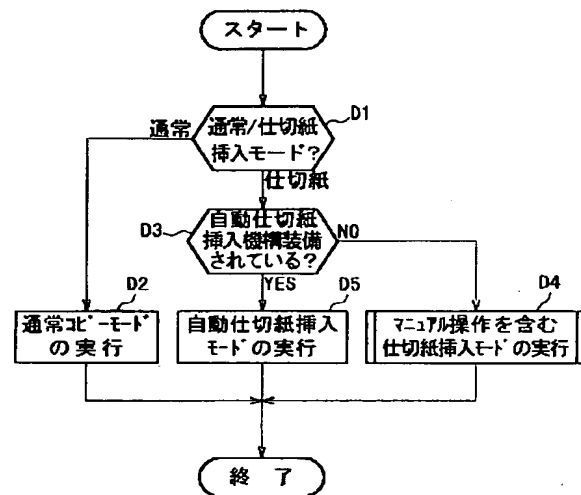 スタート
D1
通常
通常/仕切紙
挿入モード?
仕切紙
D3
自動仕切紙
挿入機構装備
されている?
NO
YES
D2
D5
D4
通常コピーモード
の実行
自動仕切紙挿入
モードの実行
マニュアル操作を含む
仕切紙挿入モードの実行
終了